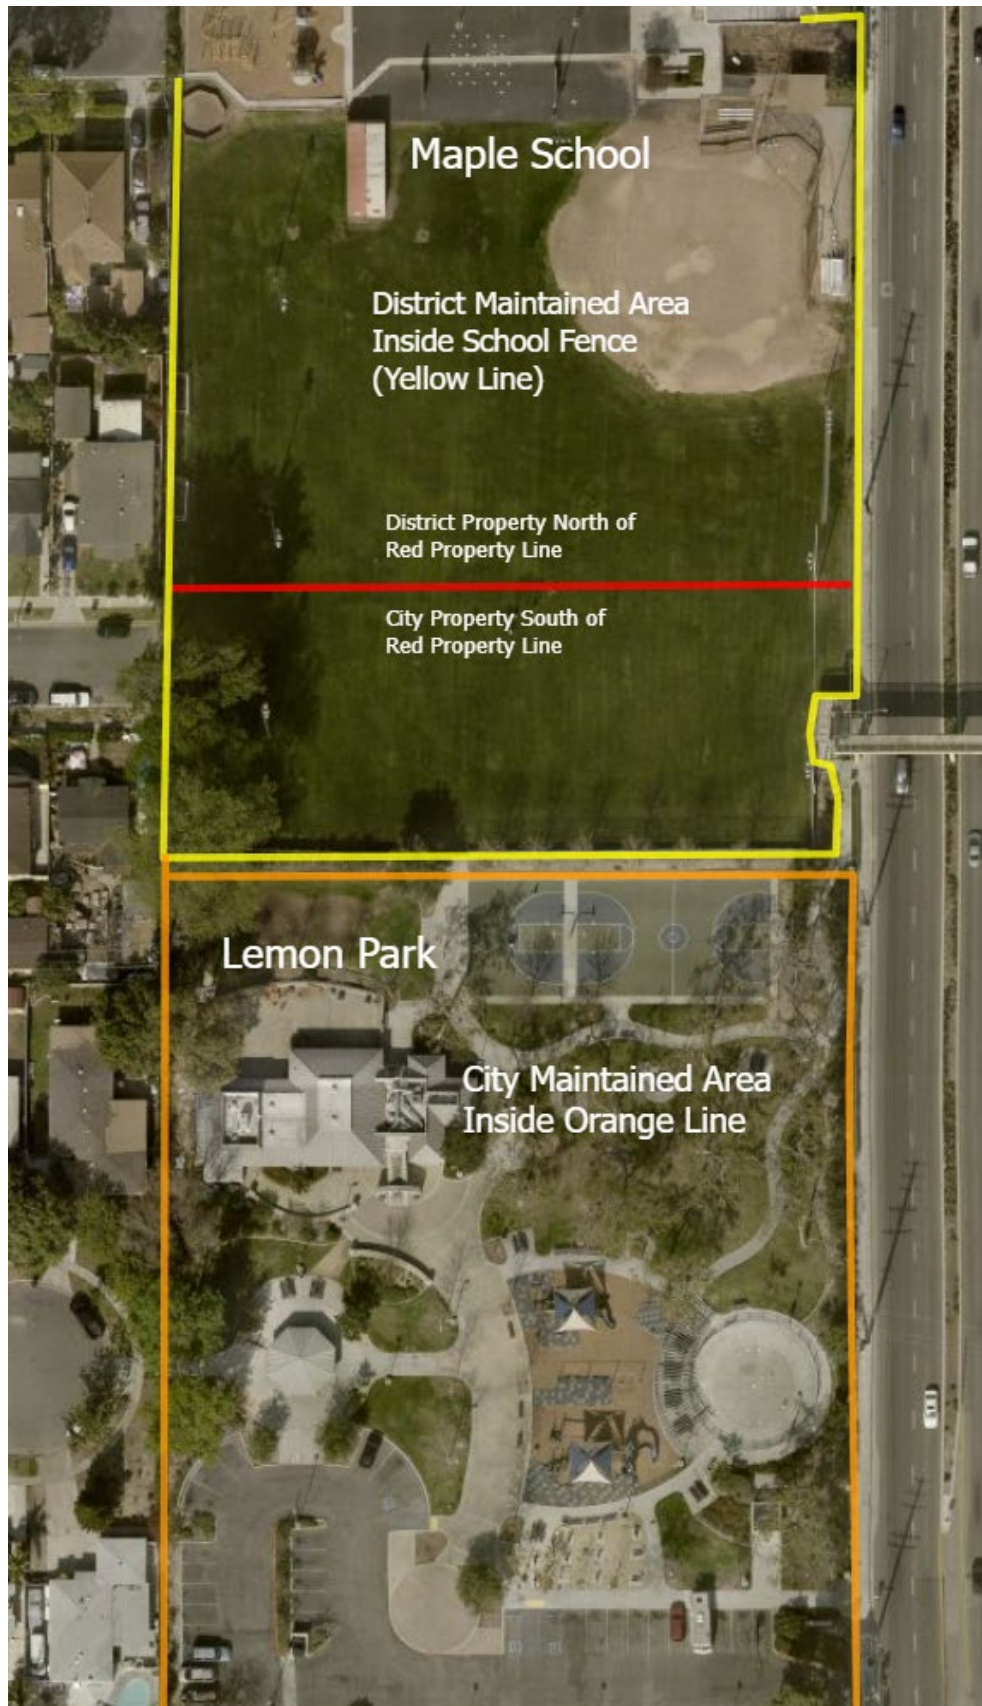 Maple School
District Maintained Area
Inside School Fence
(Yellow Line)
District Property North of
Red Property Line
City Property South of
Red Property Line
Lemon Park
City Maintained Area
Inside Orange Line